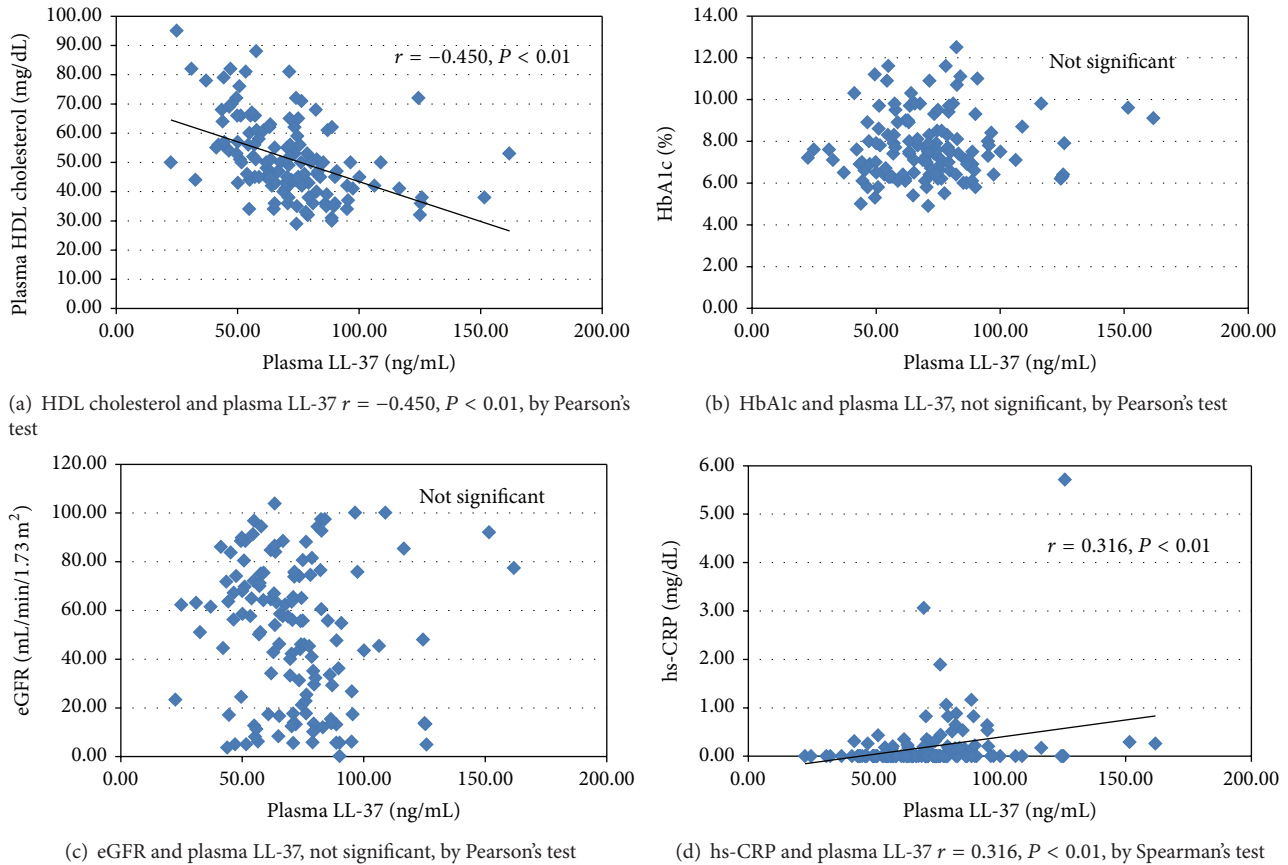 100.00
90.00
80.00
70.00
60.00
50.00
40.00
30.00
20.00
10.00
0.00
Plasma HDL cholesterol (mg/dL)
r = −0.450, P < 0.01
0.00 50.00 100.00 150.00 200.00
Plasma LL-37 (ng/mL)
(a) HDL cholesterol and plasma LL-37 r = −0.450, P < 0.01, by Pearson's
test
14.00
12.00
10.00
8.00
6.00
4.00
2.00
0.00
HbA1c (%)
Not significant
0.00 50.00 100.00 150.00 200.00
Plasma LL-37 (ng/mL)
(b) HbA1c and plasma LL-37, not significant, by Pearson's test
120.00
100.00
80.00
60.00
40.00
20.00
0.00
eGFR (mL/min/1.73 m²)
Not significant
0.00 50.00 100.00 150.00 200.00
Plasma LL-37 (ng/mL)
(c) eGFR and plasma LL-37, not significant, by Pearson's test
6.00
5.00
4.00
3.00
2.00
1.00
0.00
hs-CRP (mg/dL)
r = 0.316, P < 0.01
0.00 50.00 100.00 150.00 200.00
Plasma LL-37 (ng/mL)
(d) hs-CRP and plasma LL-37 r = 0.316, P < 0.01, by Spearman's test